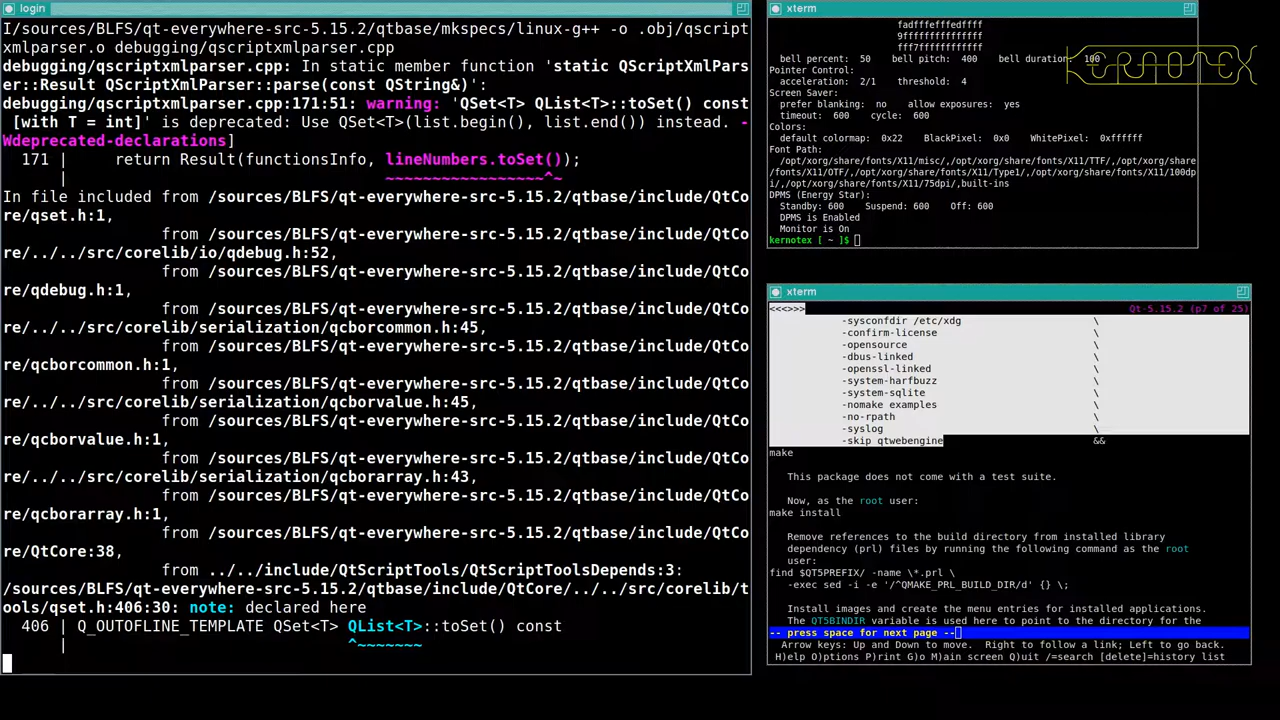 login
I/sources/BLFS/qt-everywhere-src-5.15.2/qtbase/mkspecs/linux-g++ -o .obj/qscript
xmlparser.o debugging/qscriptxmlparser.cpp
debugging/qscriptxmlparser.cpp: In static member function 'static QScriptXmlPars
er::Result QScriptXmlParser::parse(const QString&)':
debugging/qscriptxmlparser.cpp:171:51: warning: 'QSet<T> QList<T>::toSet() const
[with T = int]' is deprecated: Use QSet<T>(list.begin(), list.end()) instead. -
Wdeprecated-declarations]
171 |     return Result(functionsInfo, lineNumbers.toSet());
|                                  ~~~~~~~~~~~~~~~~~^~
In file included from /sources/BLFS/qt-everywhere-src-5.15.2/qtbase/include/QtCo
re/qset.h:1,
from /sources/BLFS/qt-everywhere-src-5.15.2/qtbase/include/QtCo
re/../../src/corelib/io/qdebug.h:52,
from /sources/BLFS/qt-everywhere-src-5.15.2/qtbase/include/QtCo
re/qdebug.h:1,
from /sources/BLFS/qt-everywhere-src-5.15.2/qtbase/include/QtCo
re/../../src/corelib/serialization/qcborcommon.h:45,
from /sources/BLFS/qt-everywhere-src-5.15.2/qtbase/include/QtCo
re/qcborcommon.h:1,
from /sources/BLFS/qt-everywhere-src-5.15.2/qtbase/include/QtCo
re/../../src/corelib/serialization/qcborvalue.h:45,
from /sources/BLFS/qt-everywhere-src-5.15.2/qtbase/include/QtCo
re/qcborvalue.h:1,
from /sources/BLFS/qt-everywhere-src-5.15.2/qtbase/include/QtCo
re/../../src/corelib/serialization/qcborarray.h:43,
from /sources/BLFS/qt-everywhere-src-5.15.2/qtbase/include/QtCo
re/qcborarray.h:1,
from /sources/BLFS/qt-everywhere-src-5.15.2/qtbase/include/QtCo
re/QtCore:38,
from ../../include/QtScriptTools/QtScriptToolsDepends:3:
/sources/BLFS/qt-everywhere-src-5.15.2/qtbase/include/QtCore/../../src/corelib/t
ools/qset.h:406:30: note: declared here
406 | Q_OUTOFLINE_TEMPLATE QSet<T> QList<T>::toSet() const
|                              ^~~~~~~~
xterm
fadfffefffedffff
9fffffffffffffff
fff7ffffffffffff
bell percent:  50    bell pitch:  400    bell duration:  100
Pointer Control:
acceleration:  2/1    threshold:  4
Screen Saver:
prefer blanking:  no    allow exposures:  yes
timeout:  600    cycle:  600
Colors:
default colormap:  0x22    BlackPixel:  0x0    WhitePixel:  0xffffff
Font Path:
/opt/xorg/share/fonts/X11/misc/,/opt/xorg/share/fonts/X11/TTF/,/opt/xorg/share
/fonts/X11/OTF/,/opt/xorg/share/fonts/X11/Type1/,/opt/xorg/share/fonts/X11/100dp
i/,/opt/xorg/share/fonts/X11/75dpi/,built-ins
DPMS (Energy Star):
Standby: 600    Suspend: 600    Off: 600
DPMS is Enabled
Monitor is On
kernotex [ ~ ]$
xterm
<<<>>> Qt-5.15.2 (p7 of 25)
-sysconfdir /etc/xdg \
-confirm-license \
-opensource \
-dbus-linked \
-openssl-linked \
-system-harfbuzz \
-system-sqlite \
-nomake examples \
-no-rpath \
-syslog \
-skip qtwebengine &&
make
This package does not come with a test suite.
Now, as the root user:
make install
Remove references to the build directory from installed library
dependency (prl) files by running the following command as the root
user:
find $QT5PREFIX/ -name \*.prl \
-exec sed -i -e '/^QMAKE_PRL_BUILD_DIR/d' {} \;
Install images and create the menu entries for installed applications.
The QT5BINDIR variable is used here to point to the directory for the
-- press space for next page --
Arrow keys: Up and Down to move.  Right to follow a link; Left to go back.
H)elp O)ptions P)rint G)o M)ain screen Q)uit /=search [delete]=history list